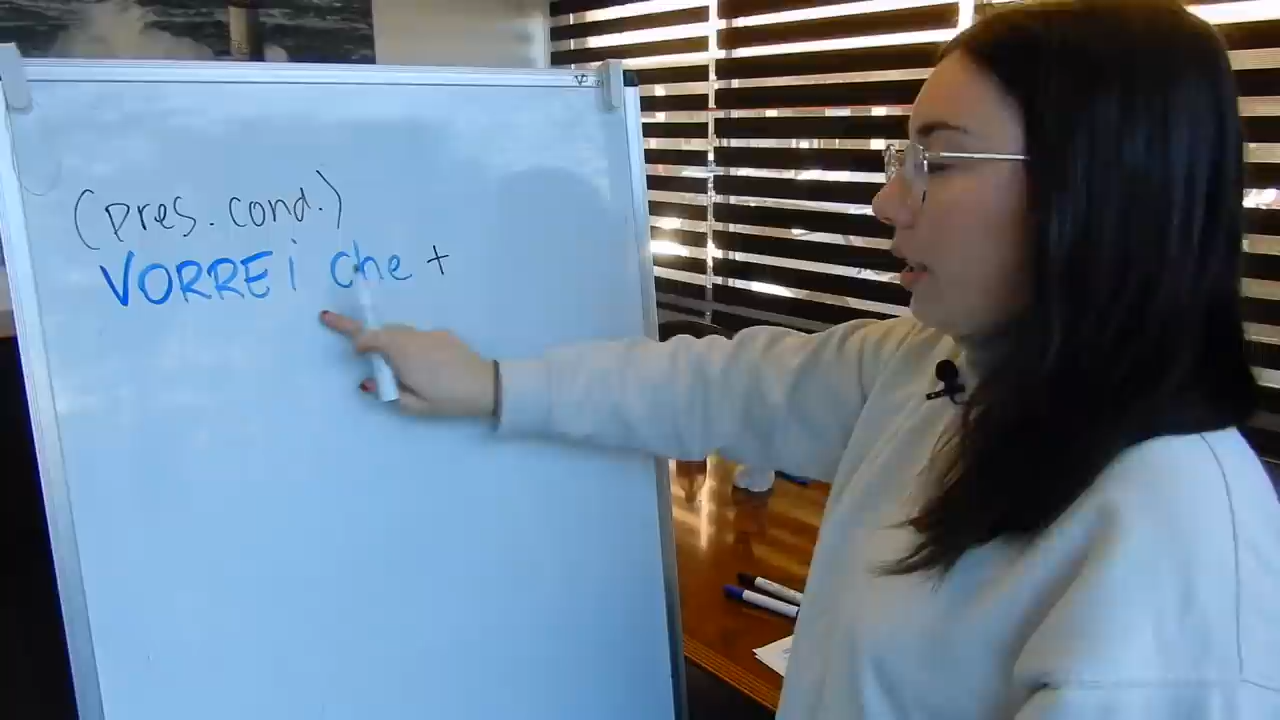 (pres. cond.)
VORREi che +